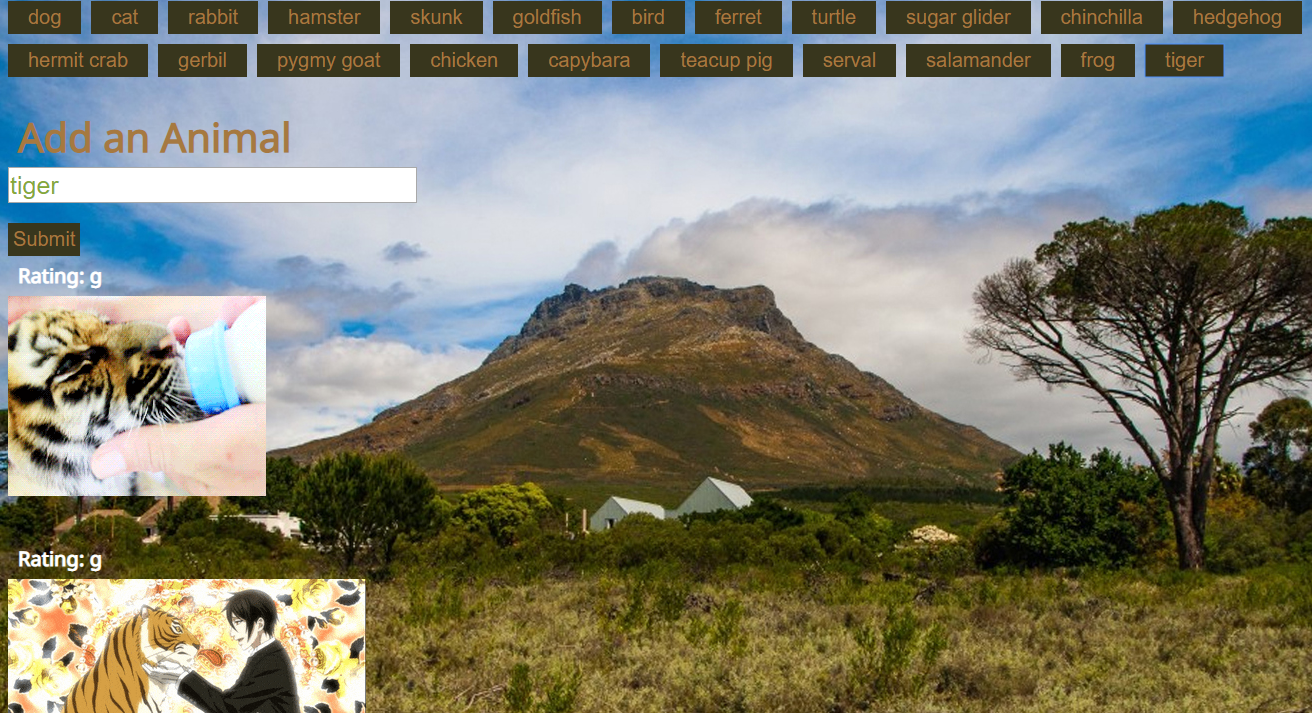 dog cat rabbit hamster skunk goldfish bird ferret turtle sugar glider chinchilla hedgehog
hermit crab gerbil pygmy goat chicken capybara teacup pig serval salamander frog tiger
Add an Animal
tiger
Submit
Rating: g
Rating: g